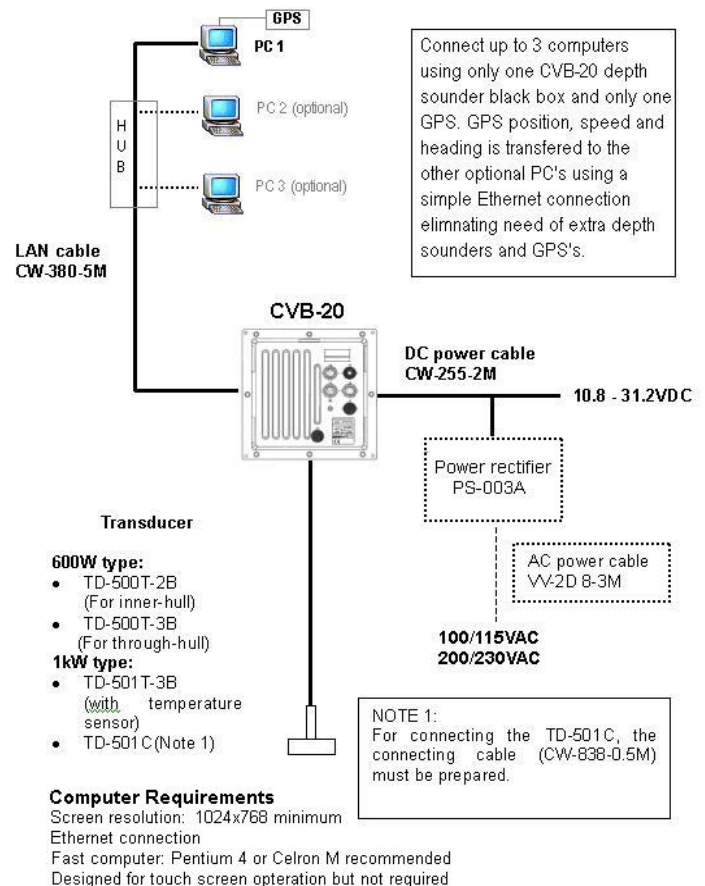 GPS
PC 1
PC 2 (optional)
PC 3 (optional)
H
U
B
LAN cable
CW-380-5M
Connect up to 3 computers
using only one CVB-20 depth
sounder black box and only one
GPS. GPS position, speed and
heading is transfered to the
other optional PC's using a
simple Ethernet connection
elimnating need of extra depth
sounders and GPS's.
CVB-20
DC power cable
CW-255-2M
10.8 - 31.2VDC
Power rectifier
PS-003A
AC power cable
VV-2D 8-3M
100/115VAC
200/230VAC
Transducer
600W type:
• TD-500T-2B
(For inner-hull)
• TD-500T-3B
(For through-hull)
1kW type:
• TD-501T-3B
(with temperature
sensor)
• TD-501C(Note 1)
NOTE 1:
For connecting the TD-501C, the
connecting cable (CW-838-0.5M)
must be prepared.
Computer Requirements
Screen resolution: 1024x768 minimum
Ethernet connection
Fast computer: Pentium 4 or Celron M recommended
Designed for touch screen opteration but not required